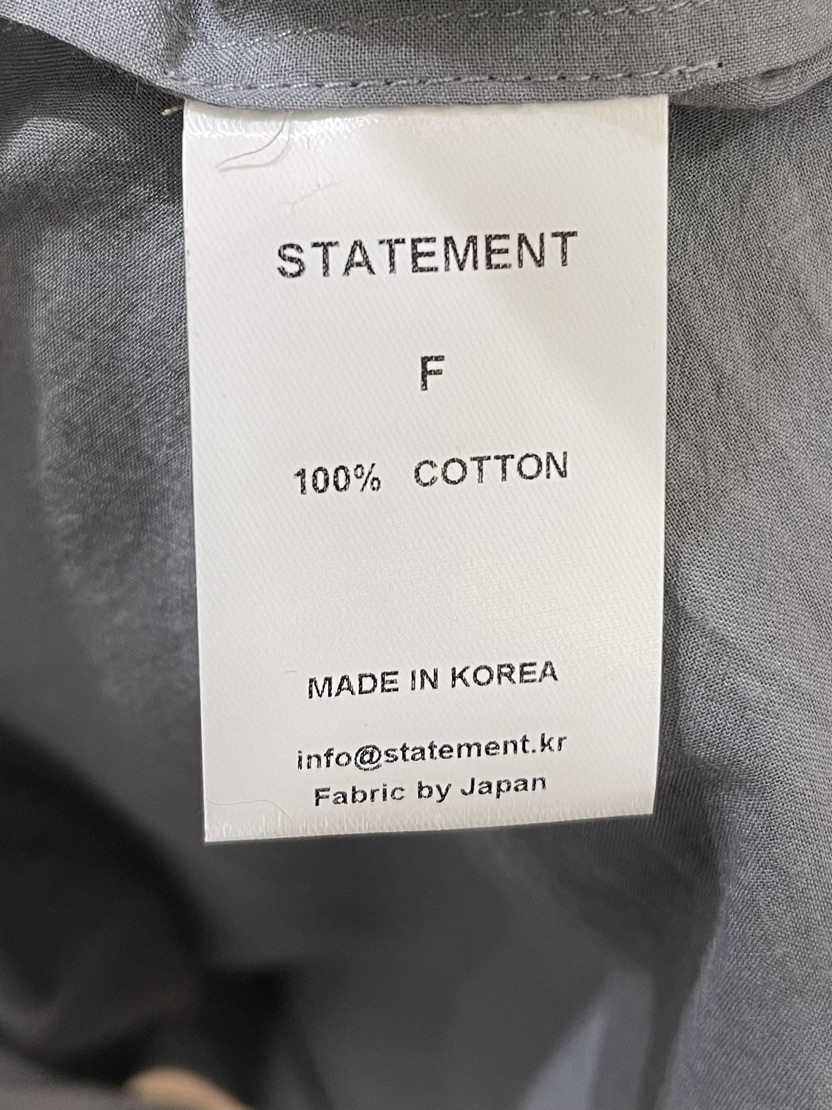 STATEMENT
F
100% COTTON
MADE IN KOREA
info@statement.kr
Fabric by Japan